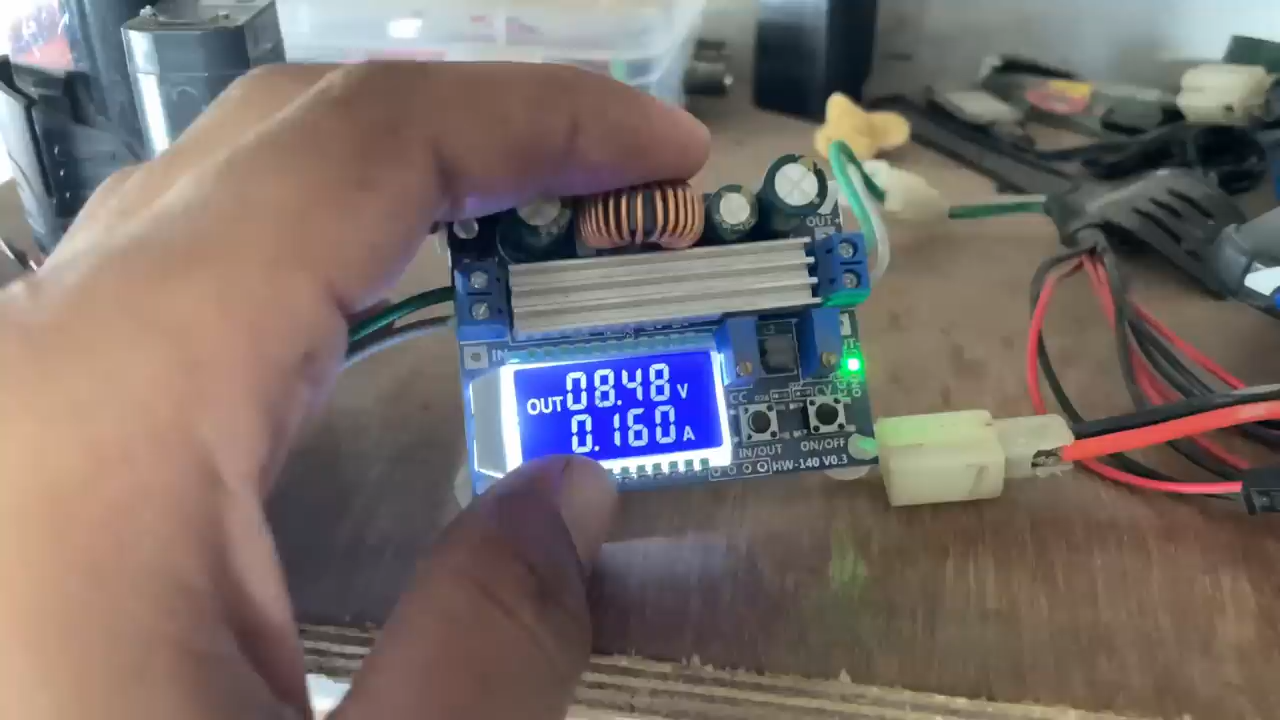 OUT+
IN
OUT 08.48 V
0.160 A
CC
CV
IN/OUT
ON/OFF
HW-140 V0.3